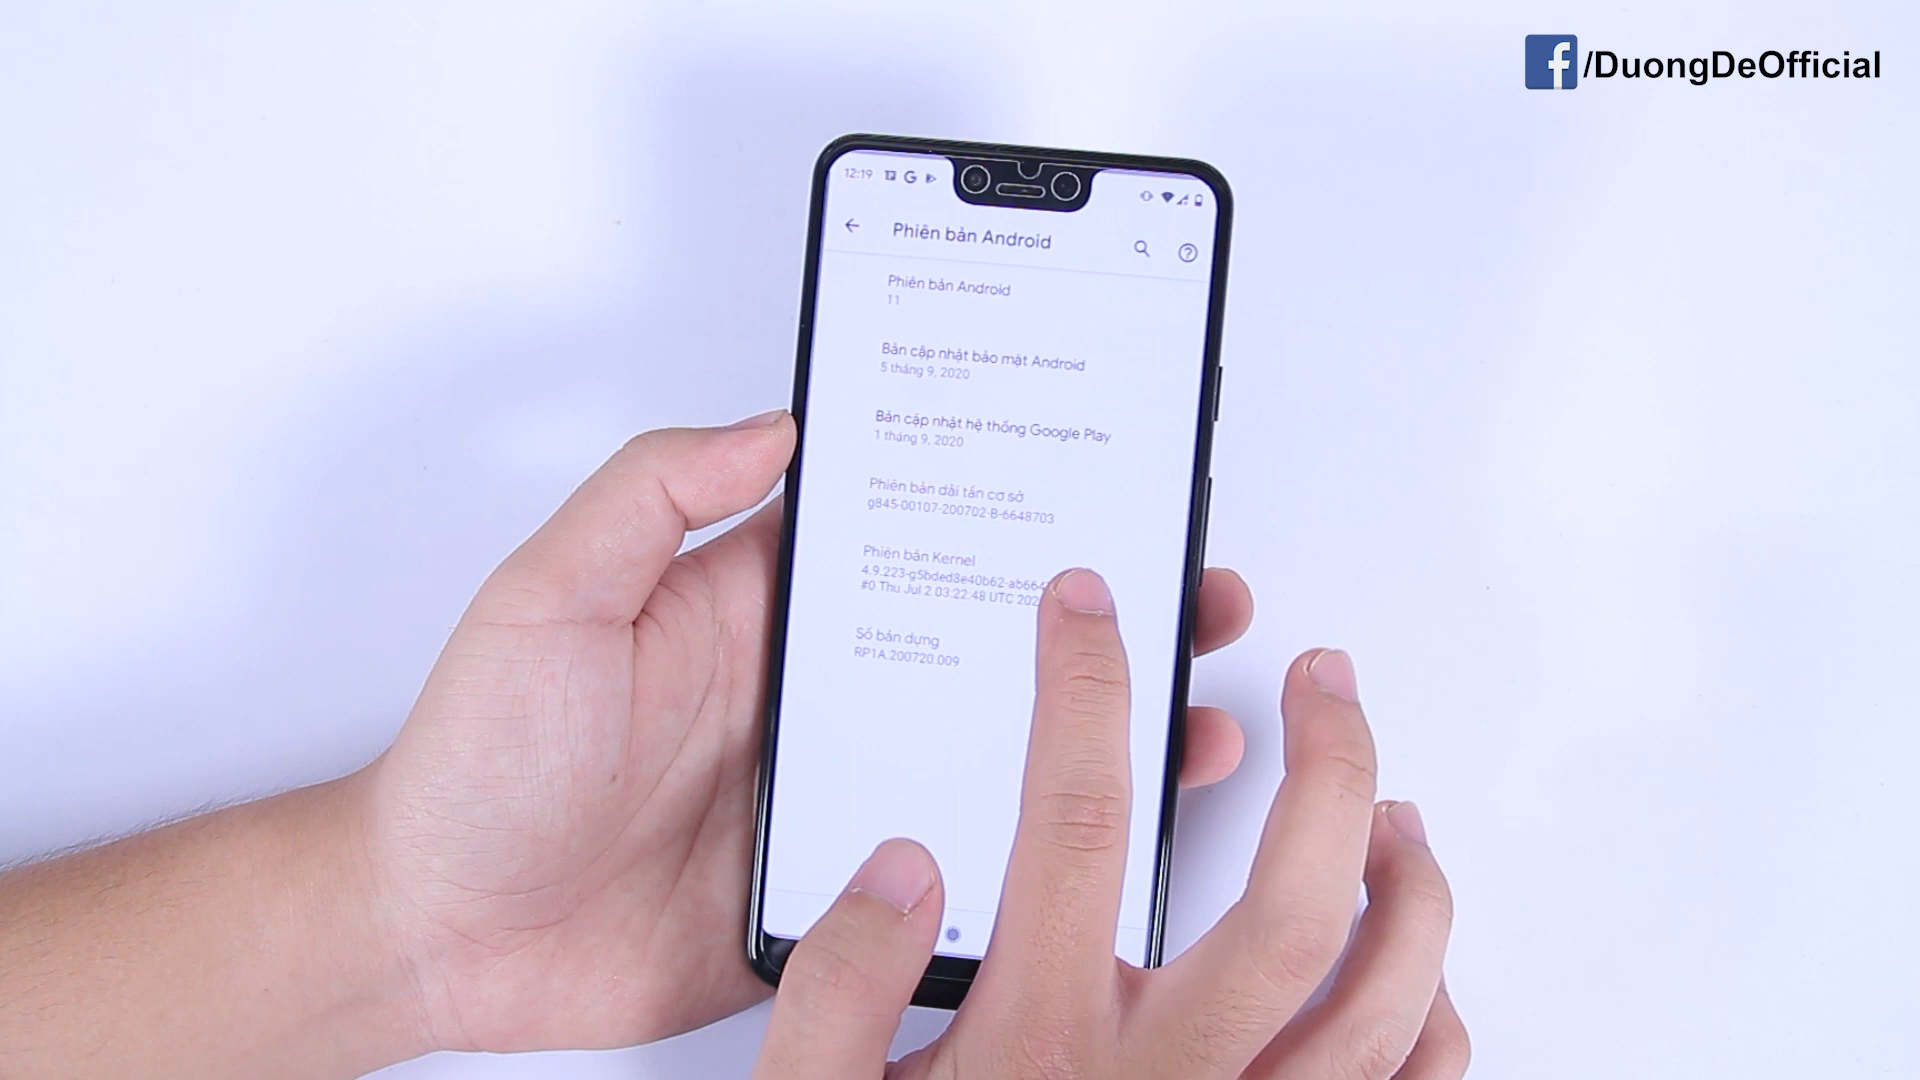 /DuongDeOfficial
12:19
Phiên bản Android
Phiên bản Android
11
Bản cập nhật bảo mật Android
5 tháng 9, 2020
Bản cập nhật hệ thống Google Play
1 tháng 9, 2020
Phiên bản dải tần cơ sở
g845-00107-200702-B-6648703
Phiên bản Kernel
4.9.223-g5bded8e40b62-ab664
#0 Thu Jul 2 03:22:48 UTC 202
Số bản dựng
RP1A.200720.009